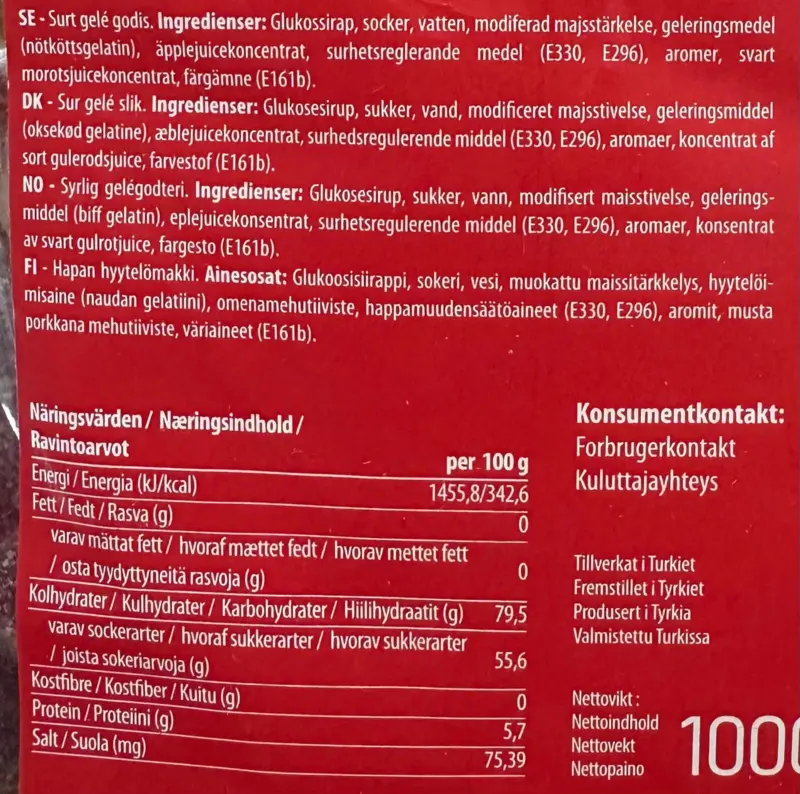 SE - Surt gelé godis. Ingredienser: Glukossirap, socker, vatten, modiferad majsstärkelse, geleringsmedel
(nötköttsgelatin), äpplejuicekoncentrat, surhetsreglerande medel (E330, E296), aromer, svart
morotsjuicekoncentrat, färgämne (E161b).
DK - Sur gelé slik. Ingredienser: Glukosesirup, sukker, vand, modificeret majsstivelse, geleringsmiddel
(oksekød gelatine), æblejuicekoncentrat, surhedsregulerende middel (E330, E296), aromaer, koncentrat af
sort gulerodsjuice, farvestof (E161b).
NO - Syrlig gelégodteri. Ingredienser: Glukosesirup, sukker, vann, modifisert maisstivelse, gelerings-
middel (biff gelatin), eplejuicekonsentrat, surhetsregulerende middel (E330, E296), aromaer, konsentrat
av svart gulrotjuice, fargesto (E161b).
FI - Hapan hyytelömakki. Ainesosat: Glukoosisiirappi, sokeri, vesi, muokattu maissitärkkelys, hyytelöi-
misaine (naudan gelatiini), omenamehutiiviste, happamuudensäätöaineet (E330, E296), aromit, musta
porkkana mehutiiviste, väriaineet (E161b).
Näringsvärden / Næringsindhold /
Ravintoarvot
per 100 g
Energi / Energia (kJ/kcal) 1455,8/342,6
Fett / Fedt / Rasva (g) 0
varav mättat fett / hvoraf mættet fedt / hvorav mettet fett
/ osta tyydyttyneitä rasvoja (g) 0
Kolhydrater / Kulhydrater / Karbohydrater / Hiilihydraatit (g) 79,5
varav sockerarter / hvoraf sukkerarter / hvorav sukkerarter
/ joista sokeriarvoja (g) 55,6
Kostfibre / Kostfiber / Kuitu (g) 0
Protein / Proteiini (g) 5,7
Salt / Suola (mg) 75,39
Konsumentkontakt:
Forbrugerkontakt
Kuluttajayhteys
Tillverkat i Turkiet
Fremstillet i Tyrkiet
Produsert i Tyrkia
Valmistettu Turkissa
Nettovikt :
Nettoindhold
Nettovekt
Nettopaino
1000